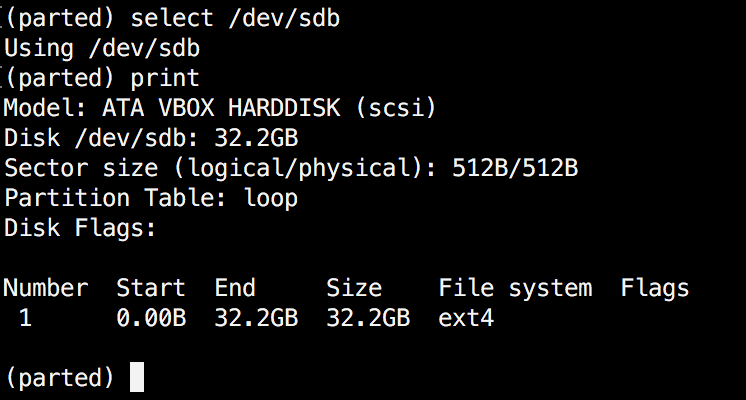 (parted) select /dev/sdb
Using /dev/sdb
(parted) print
Model: ATA VBOX HARDDISK (scsi)
Disk /dev/sdb: 32.2GB
Sector size (logical/physical): 512B/512B
Partition Table: loop
Disk Flags:
Number  Start  End     Size    File system  Flags
 1      0.00B  32.2GB  32.2GB  ext4
(parted)